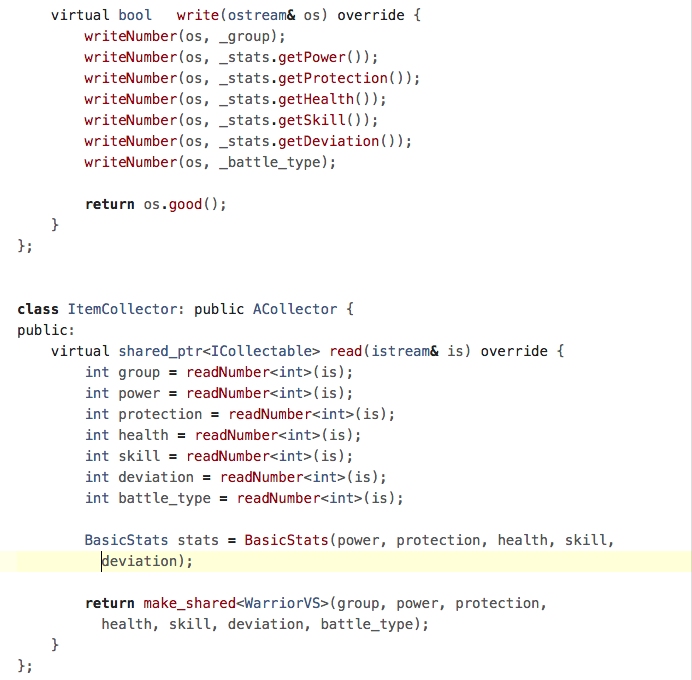 virtual bool   write(ostream& os) override {
        writeNumber(os, _group);
        writeNumber(os, _stats.getPower());
        writeNumber(os, _stats.getProtection());
        writeNumber(os, _stats.getHealth());
        writeNumber(os, _stats.getSkill());
        writeNumber(os, _stats.getDeviation());
        writeNumber(os, _battle_type);

        return os.good();
    }
};


class ItemCollector: public ACollector {
public:
    virtual shared_ptr<ICollectable> read(istream& is) override {
        int group = readNumber<int>(is);
        int power = readNumber<int>(is);
        int protection = readNumber<int>(is);
        int health = readNumber<int>(is);
        int skill = readNumber<int>(is);
        int deviation = readNumber<int>(is);
        int battle_type = readNumber<int>(is);

        BasicStats stats = BasicStats(power, protection, health, skill,
          deviation);

        return make_shared<WarriorVS>(group, power, protection,
          health, skill, deviation, battle_type);
    }
};